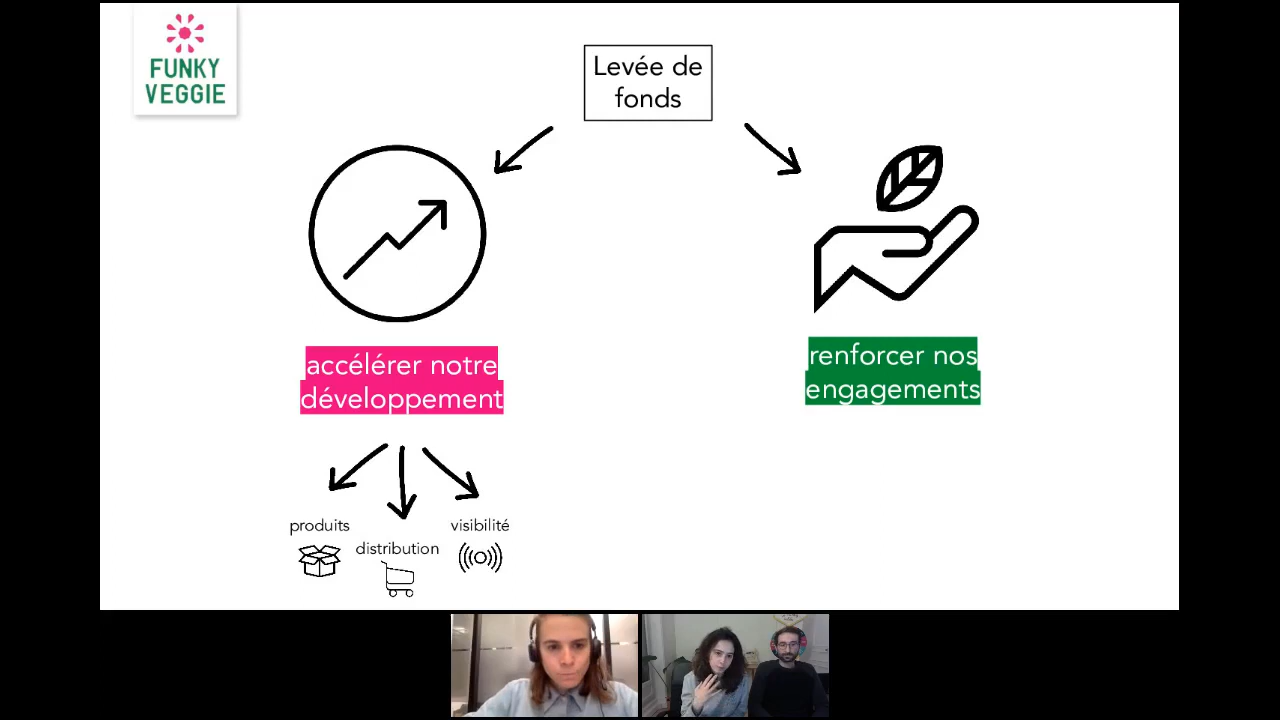 FUNKY
VEGGIE
Levée de
fonds
accélérer notre
développement
renforcer nos
engagements
produits
distribution
visibilité